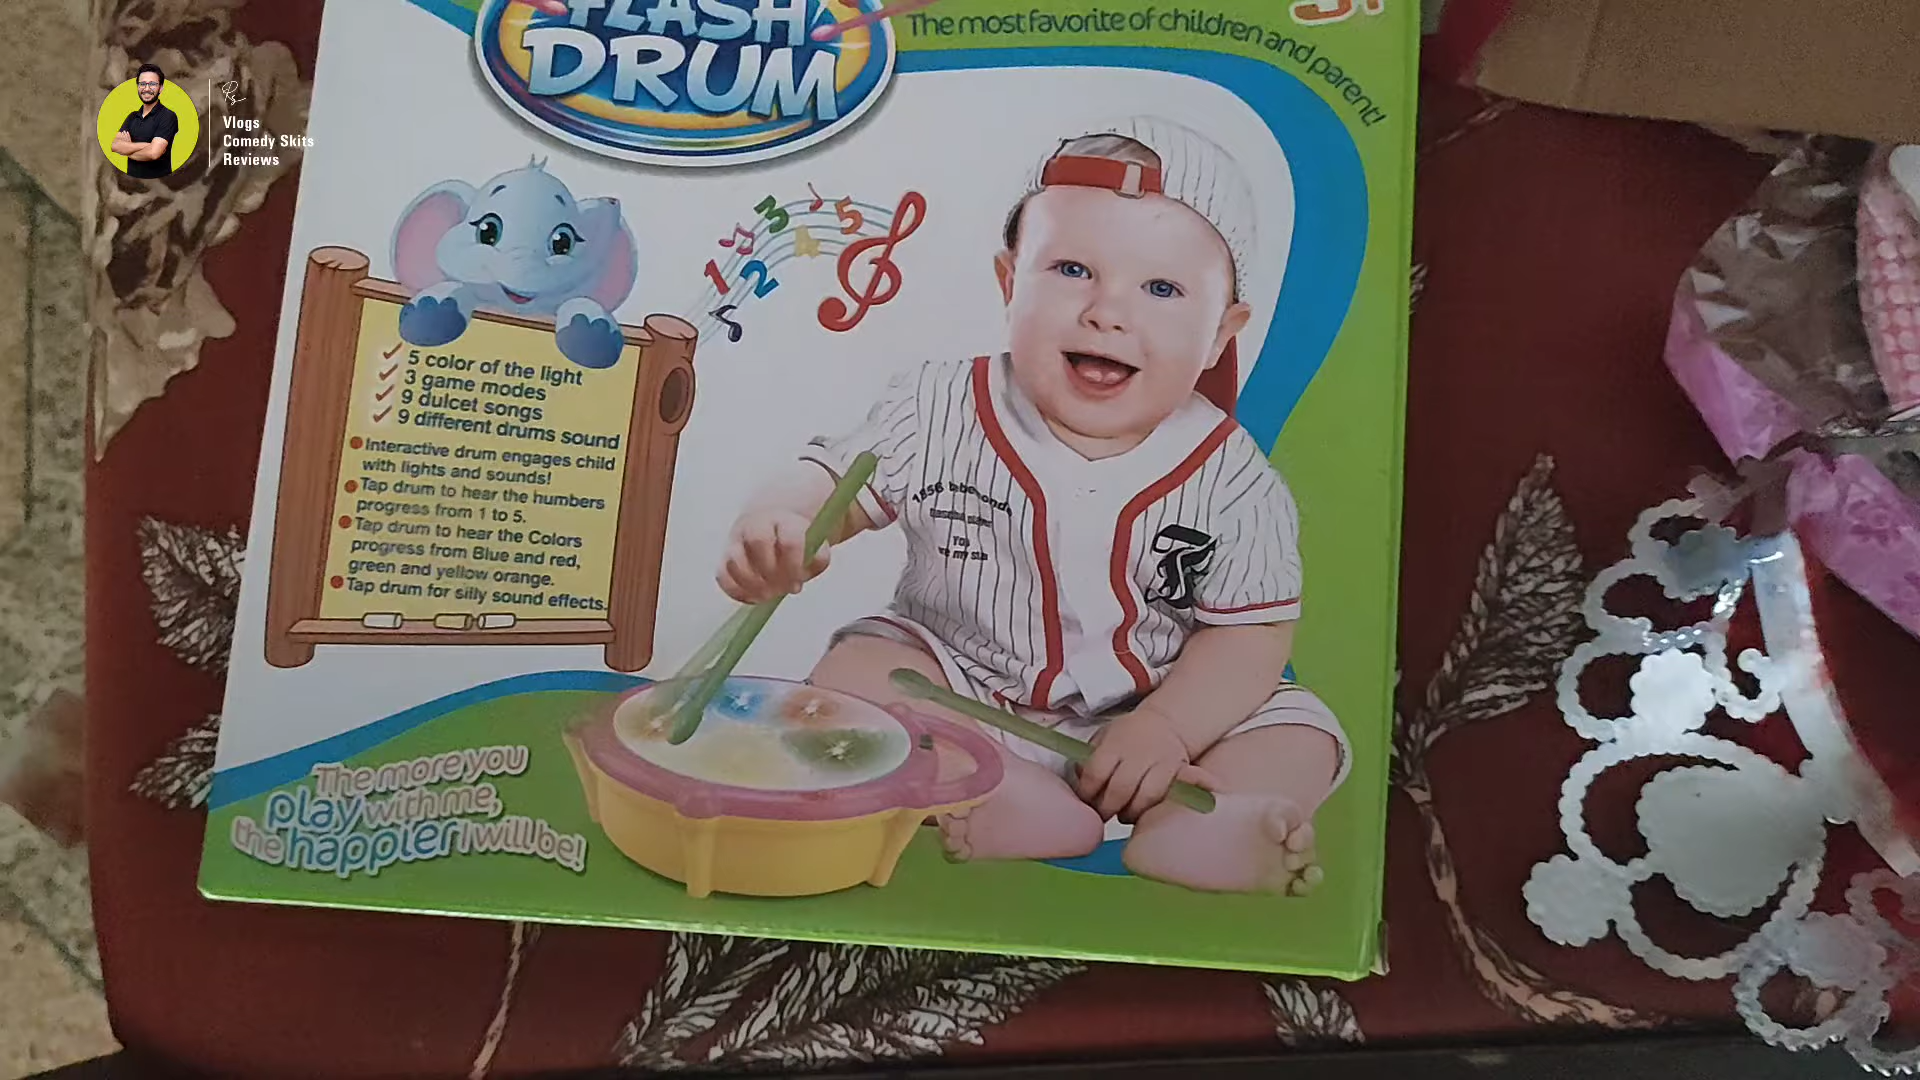 FLASH
DRUM
The most favorite of children and parent!
Vlogs
Comedy Skits
Reviews
1 2 3 4 5
5 color of the light
3 game modes
9 dulcet songs
9 different drums sound
Interactive drum engages child
with lights and sounds!
Tap drum to hear the humbers
progress from 1 to 5.
Tap drum to hear the Colors
progress from Blue and red,
green and yellow orange.
Tap drum for silly sound effects.
1856
You
my
The more you
play with me,
the happier I will be!